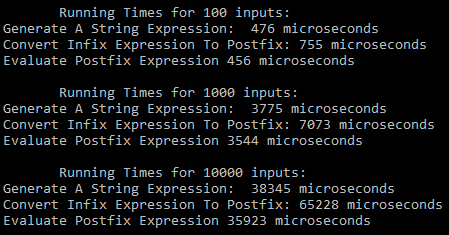 Running Times for 100 inputs:
Generate A String Expression:  476 microseconds
Convert Infix Expression To Postfix: 755 microseconds
Evaluate Postfix Expression 456 microseconds
Running Times for 1000 inputs:
Generate A String Expression:  3775 microseconds
Convert Infix Expression To Postfix: 7073 microseconds
Evaluate Postfix Expression 3544 microseconds
Running Times for 10000 inputs:
Generate A String Expression:  38345 microseconds
Convert Infix Expression To Postfix: 65228 microseconds
Evaluate Postfix Expression 35923 microseconds